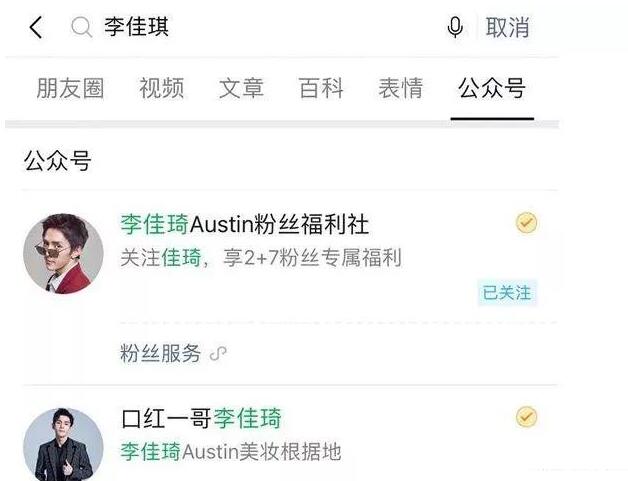 李佳琪 取消
朋友圈 视频 文章 百科 表情 公众号
公众号
李佳琦Austin粉丝福利社
关注佳琦，享2+7粉丝专属福利
已关注
粉丝服务
口红一哥李佳琦
李佳琦Austin美妆根据地